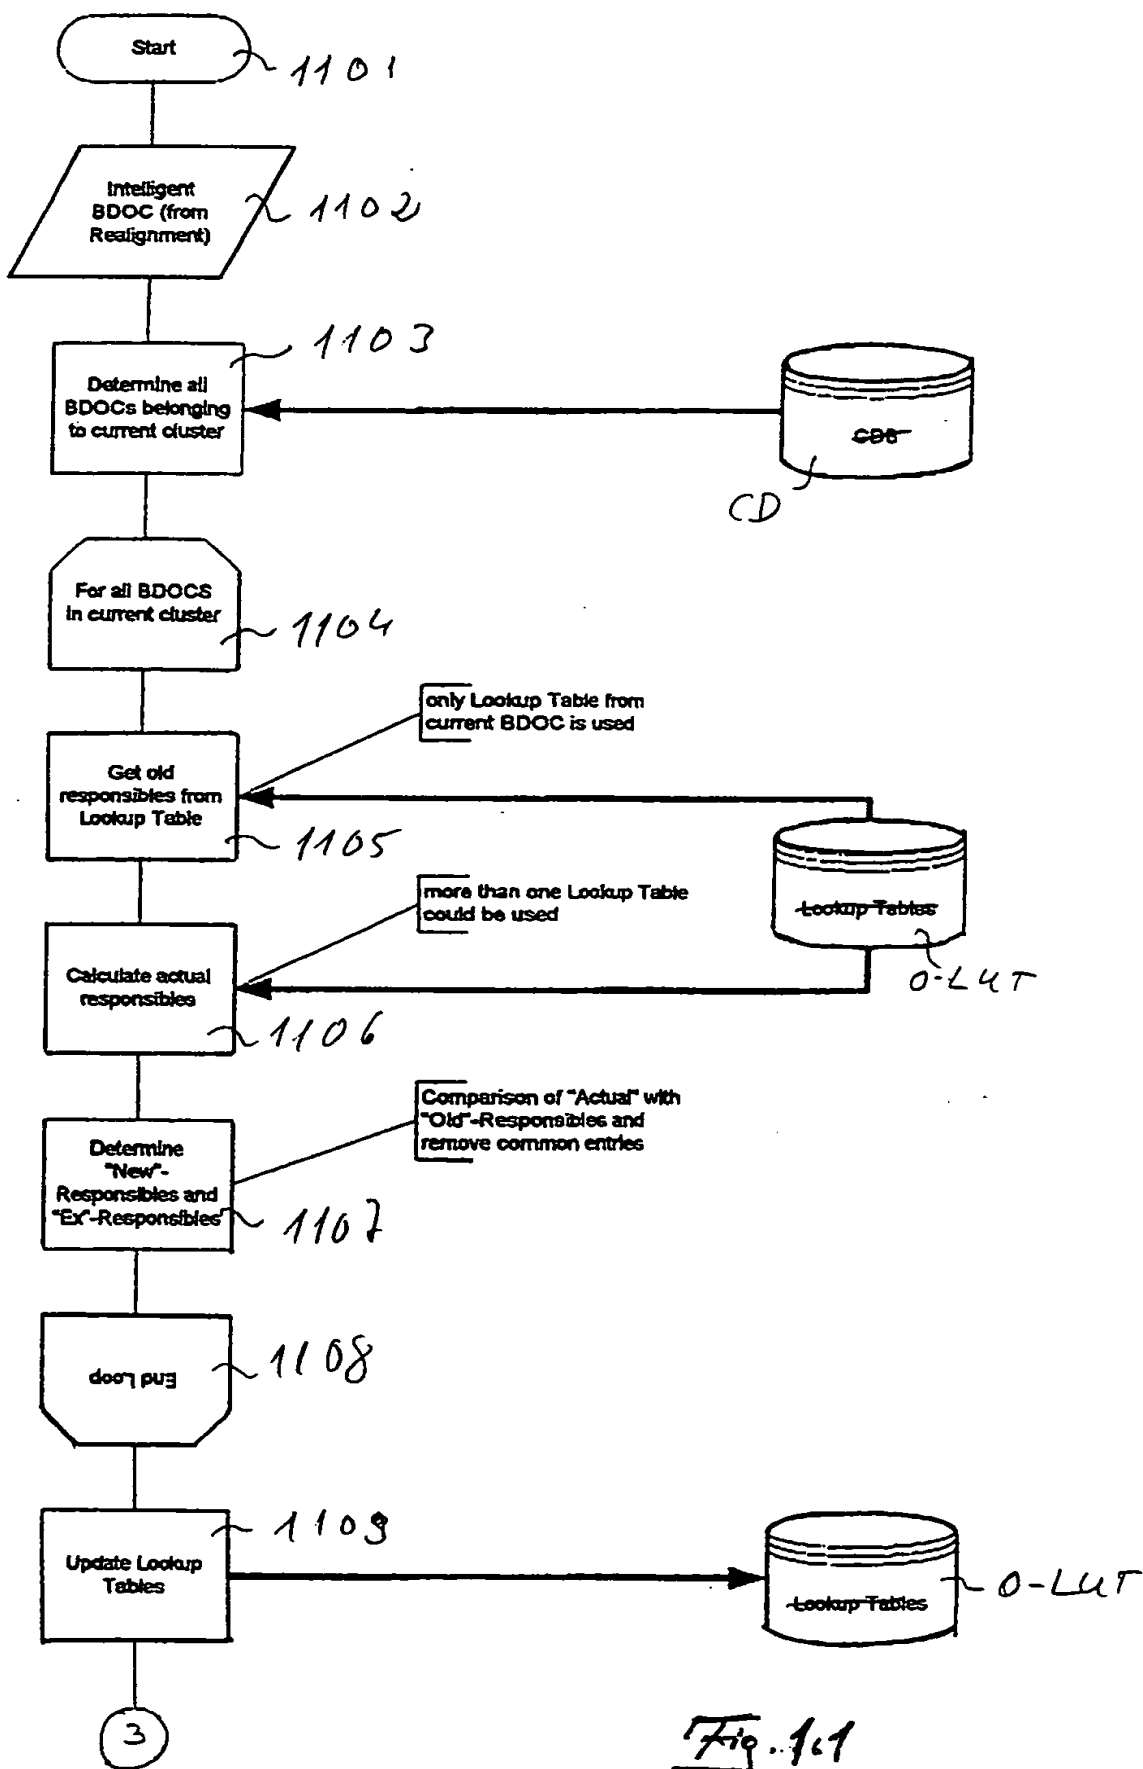 Start
1101
Intelligent
BDOC (from
Realignment)
1102
1103
Determine all
BDOCs belonging
to current cluster
CDS
CD
For all BDOCS
in current cluster
1104
only Lookup Table from
current BDOC is used
Get old
responsibles from
Lookup Table
1105
more than one Lookup Table
could be used
Lookup Tables
O-LUT
Calculate actual
responsibles
1106
Comparison of "Actual" with
"Old"-Responsibles and
remove common entries
Determine
"New"-
Responsibles and
"Ex"-Responsibles
1107
End Loop
1108
1109
Update Lookup
Tables
Lookup Tables
O-LUT
3
Fig. 11